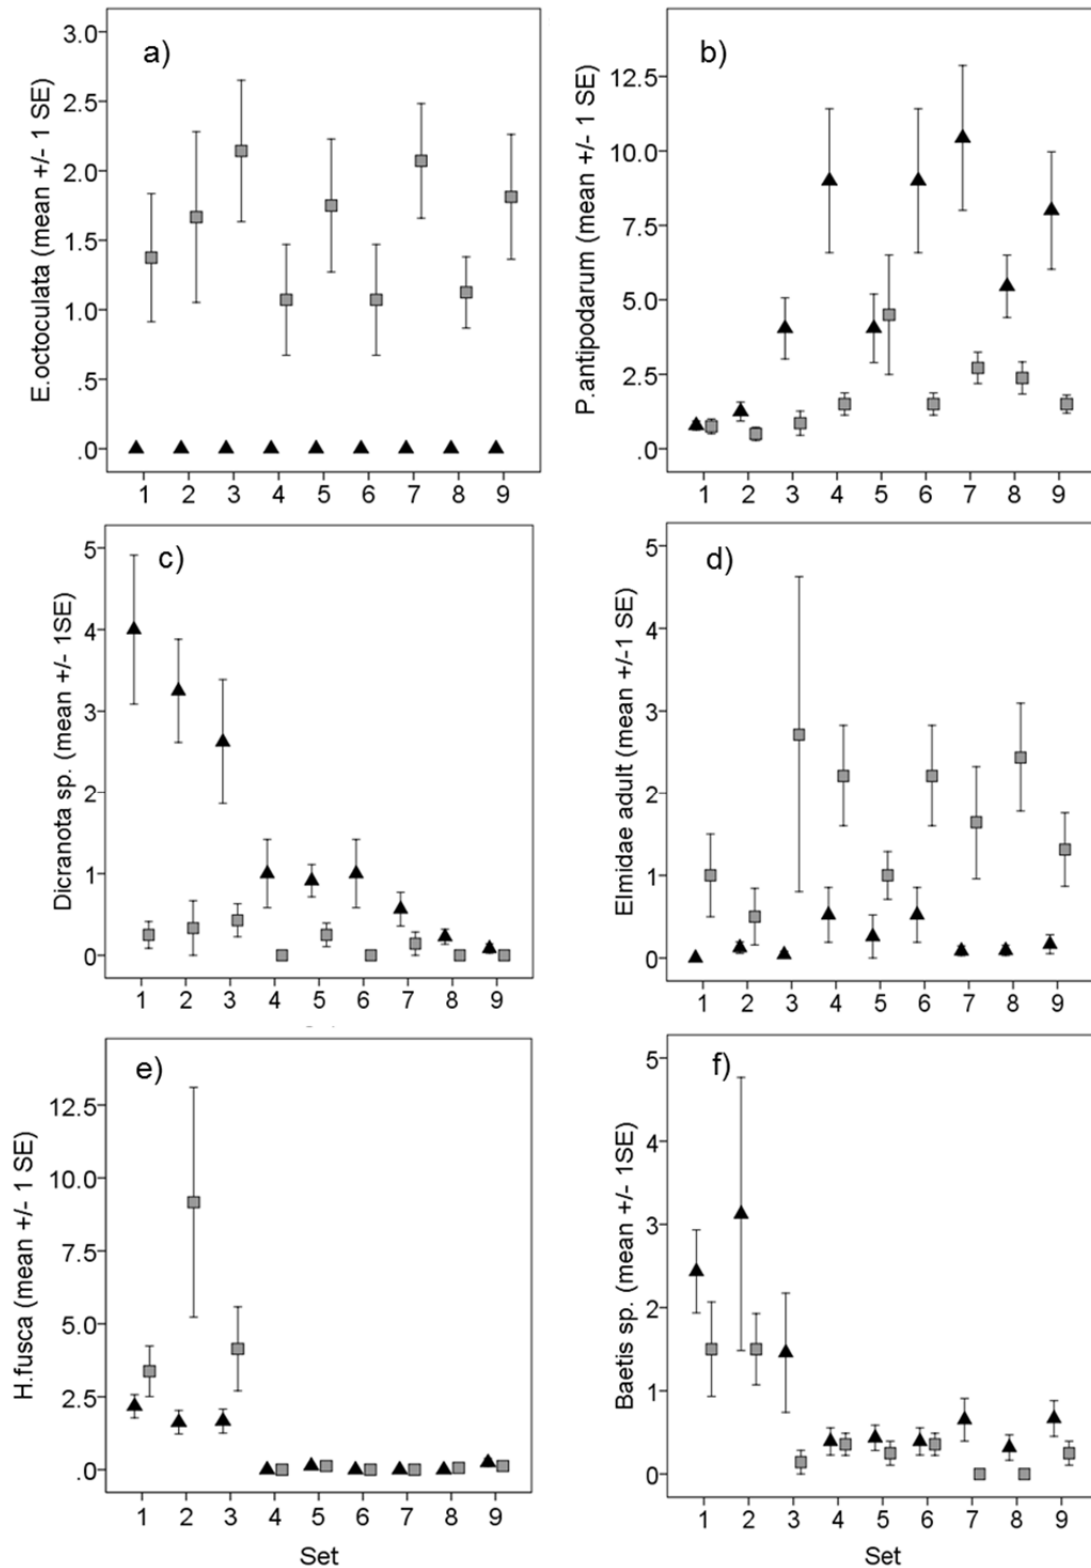 a)
E.octoculata (mean +/- 1 SE)
3.0
2.5
2.0
1.5
1.0
.5
.0
1 2 3 4 5 6 7 8 9
b)
P.antipodarum (mean +/- 1 SE)
12.5
10.0
7.5
5.0
2.5
.0
1 2 3 4 5 6 7 8 9
c)
Dicranota sp. (mean +/- 1SE)
5
4
3
2
1
0
1 2 3 4 5 6 7 8 9
d)
Elmidae adult (mean +/-1 SE)
5
4
3
2
1
0
1 2 3 4 5 6 7 8 9
e)
H.fusca (mean +/- 1 SE)
12.5
10.0
7.5
5.0
2.5
.0
1 2 3 4 5 6 7 8 9
Set
f)
Baetis sp. (mean +/- 1SE)
5
4
3
2
1
0
1 2 3 4 5 6 7 8 9
Set